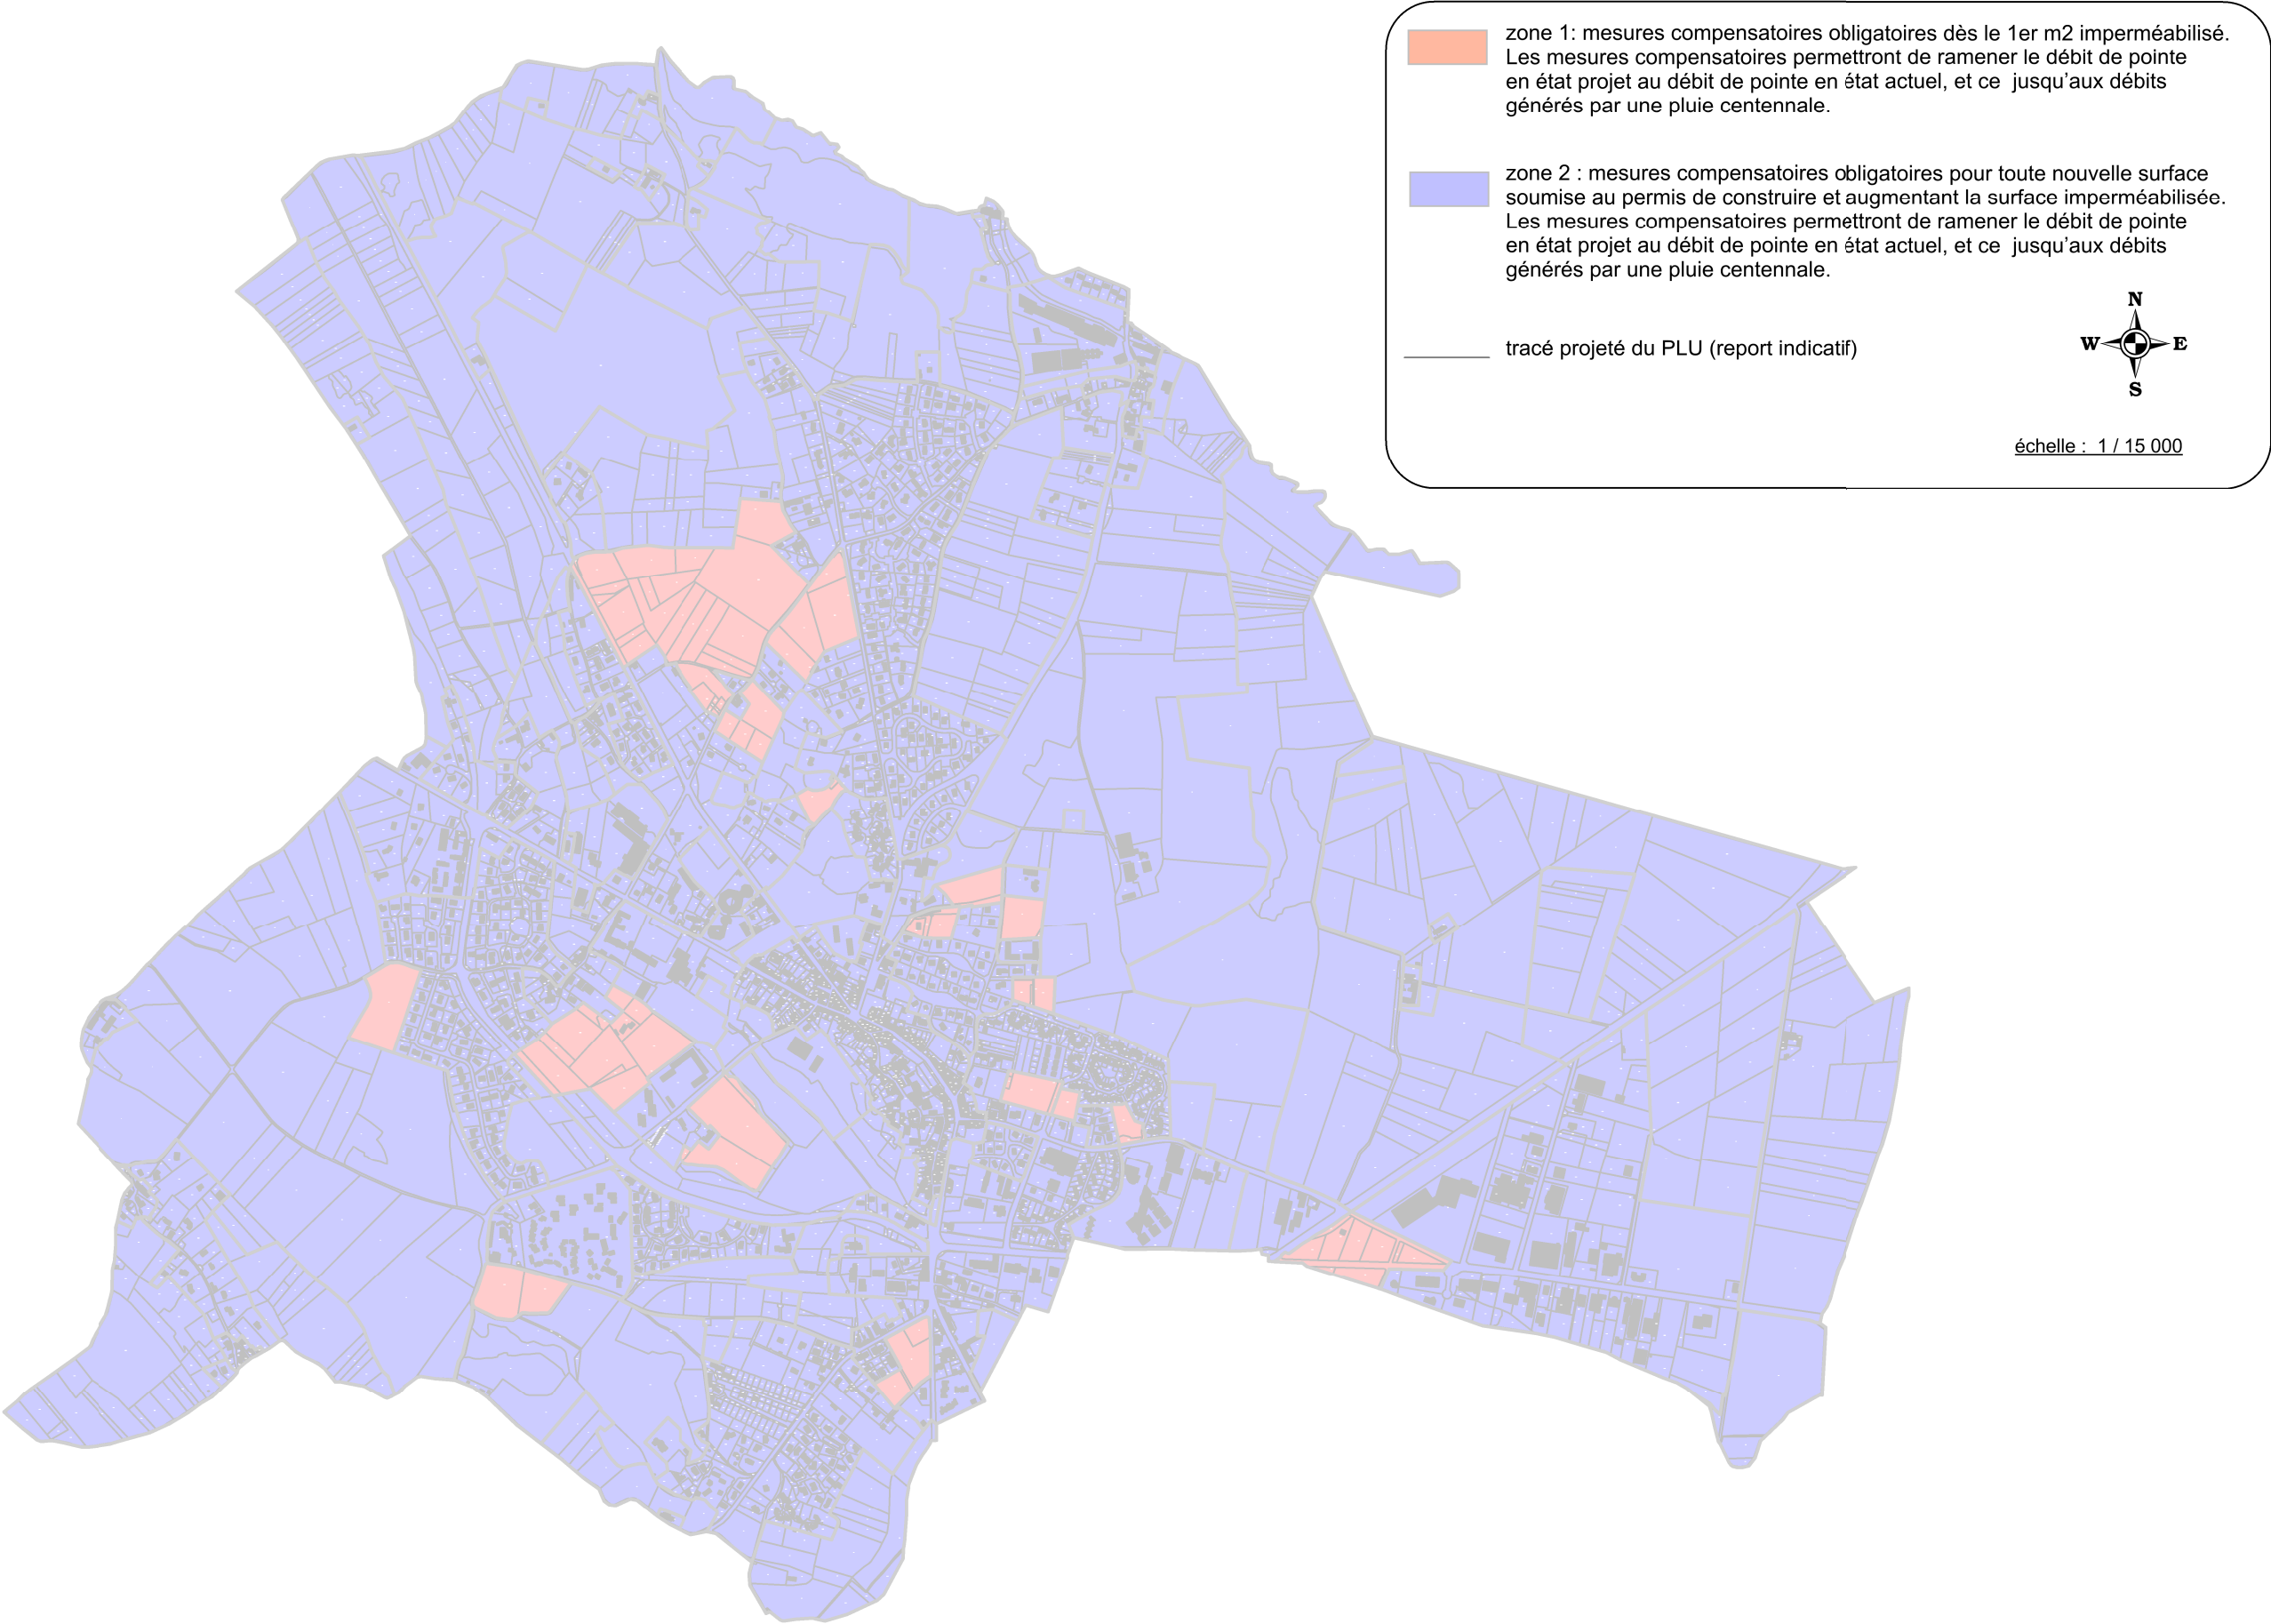 zone 1: mesures compensatoires obligatoires dès le 1er m2 imperméabilisé.
Les mesures compensatoires permettront de ramener le débit de pointe
en état projet au débit de pointe en état actuel, et ce jusqu'aux débits
générés par une pluie centennale.
zone 2 : mesures compensatoires obligatoires pour toute nouvelle surface
soumise au permis de construire et augmentant la surface imperméabilisée.
Les mesures compensatoires permettront de ramener le débit de pointe
en état projet au débit de pointe en état actuel, et ce jusqu'aux débits
générés par une pluie centennale.
N
tracé projeté du PLU (report indicatif)
W E
S
échelle : 1 / 15 000